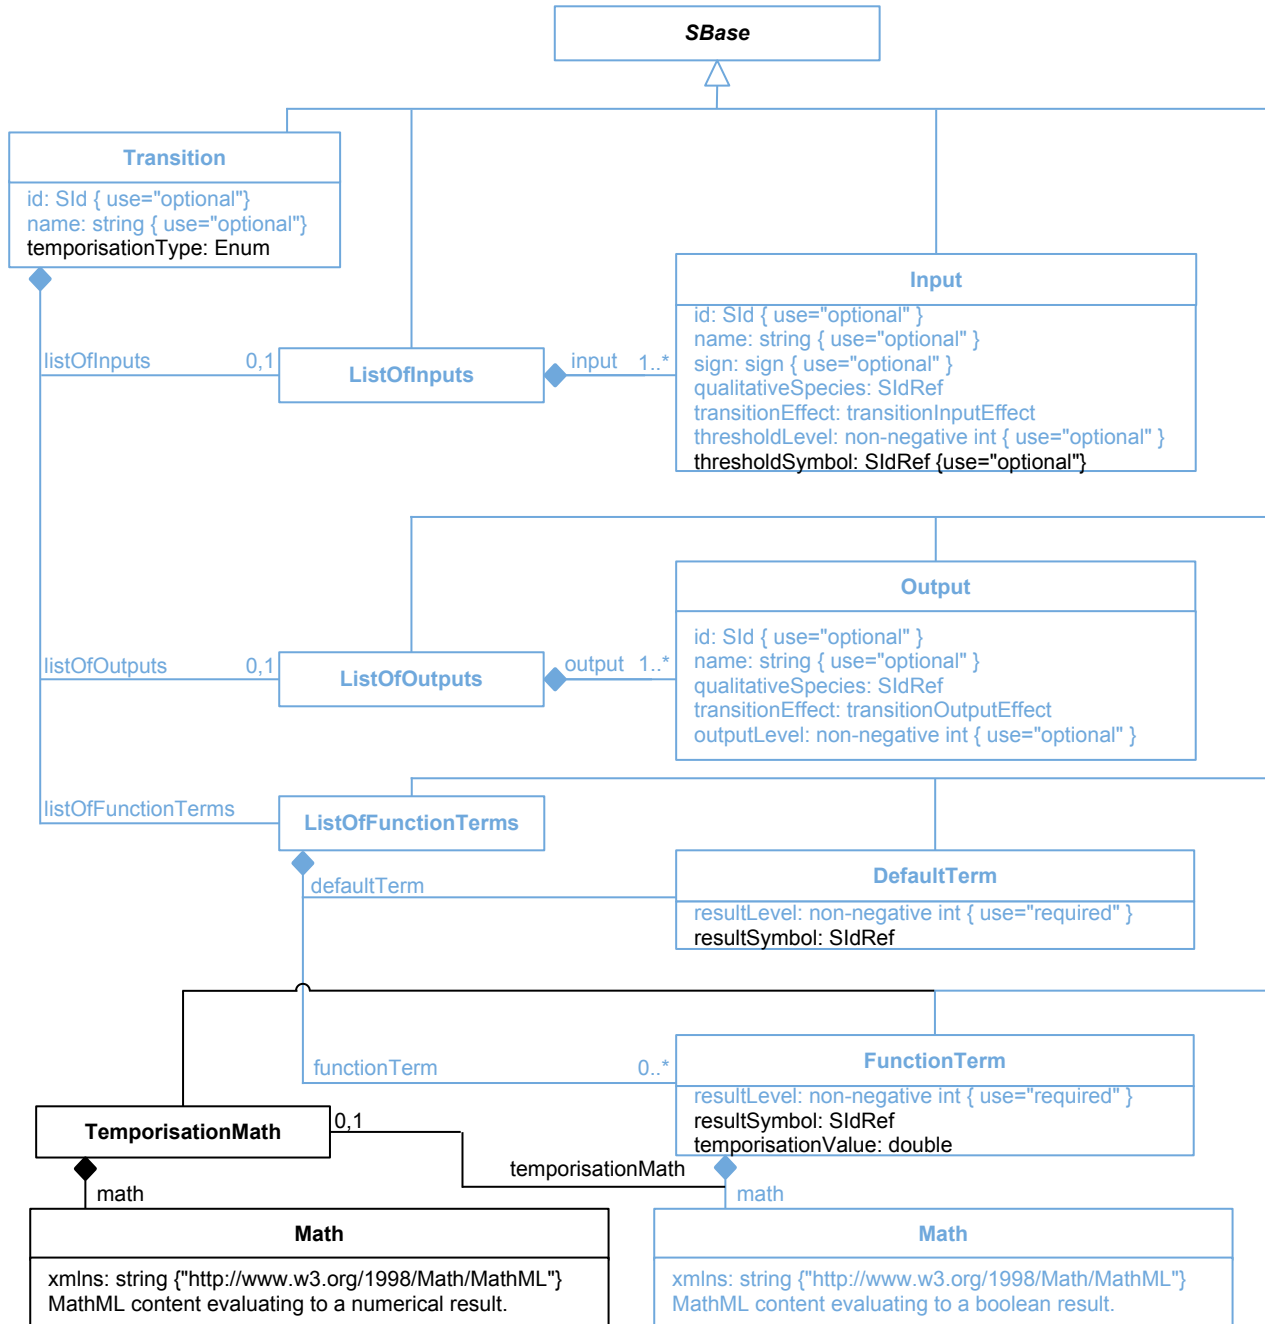 SBase
Transition
id: SId { use="optional"}
name: string { use="optional"}
temporisationType: Enum
Input
id: SId { use="optional" }
name: string { use="optional" }
sign: sign { use="optional" }
qualitativeSpecies: SIdRef
transitionEffect: transitionInputEffect
thresholdLevel: non-negative int { use="optional" }
thresholdSymbol: SIdRef {use="optional"}
listOfInputs 0,1
ListOfInputs
input 1..*
Output
id: SId { use="optional" }
name: string { use="optional" }
qualitativeSpecies: SIdRef
transitionEffect: transitionOutputEffect
outputLevel: non-negative int { use="optional" }
listOfOutputs 0,1
ListOfOutputs
output 1..*
listOfFunctionTerms
ListOfFunctionTerms
defaultTerm
DefaultTerm
resultLevel: non-negative int { use="required" }
resultSymbol: SIdRef
functionTerm 0..*
FunctionTerm
resultLevel: non-negative int { use="required" }
resultSymbol: SIdRef
temporisationValue: double
TemporisationMath
0,1
temporisationMath
math
math
Math
xmlns: string {"http://www.w3.org/1998/Math/MathML"}
MathML content evaluating to a numerical result.
Math
xmlns: string {"http://www.w3.org/1998/Math/MathML"}
MathML content evaluating to a boolean result.